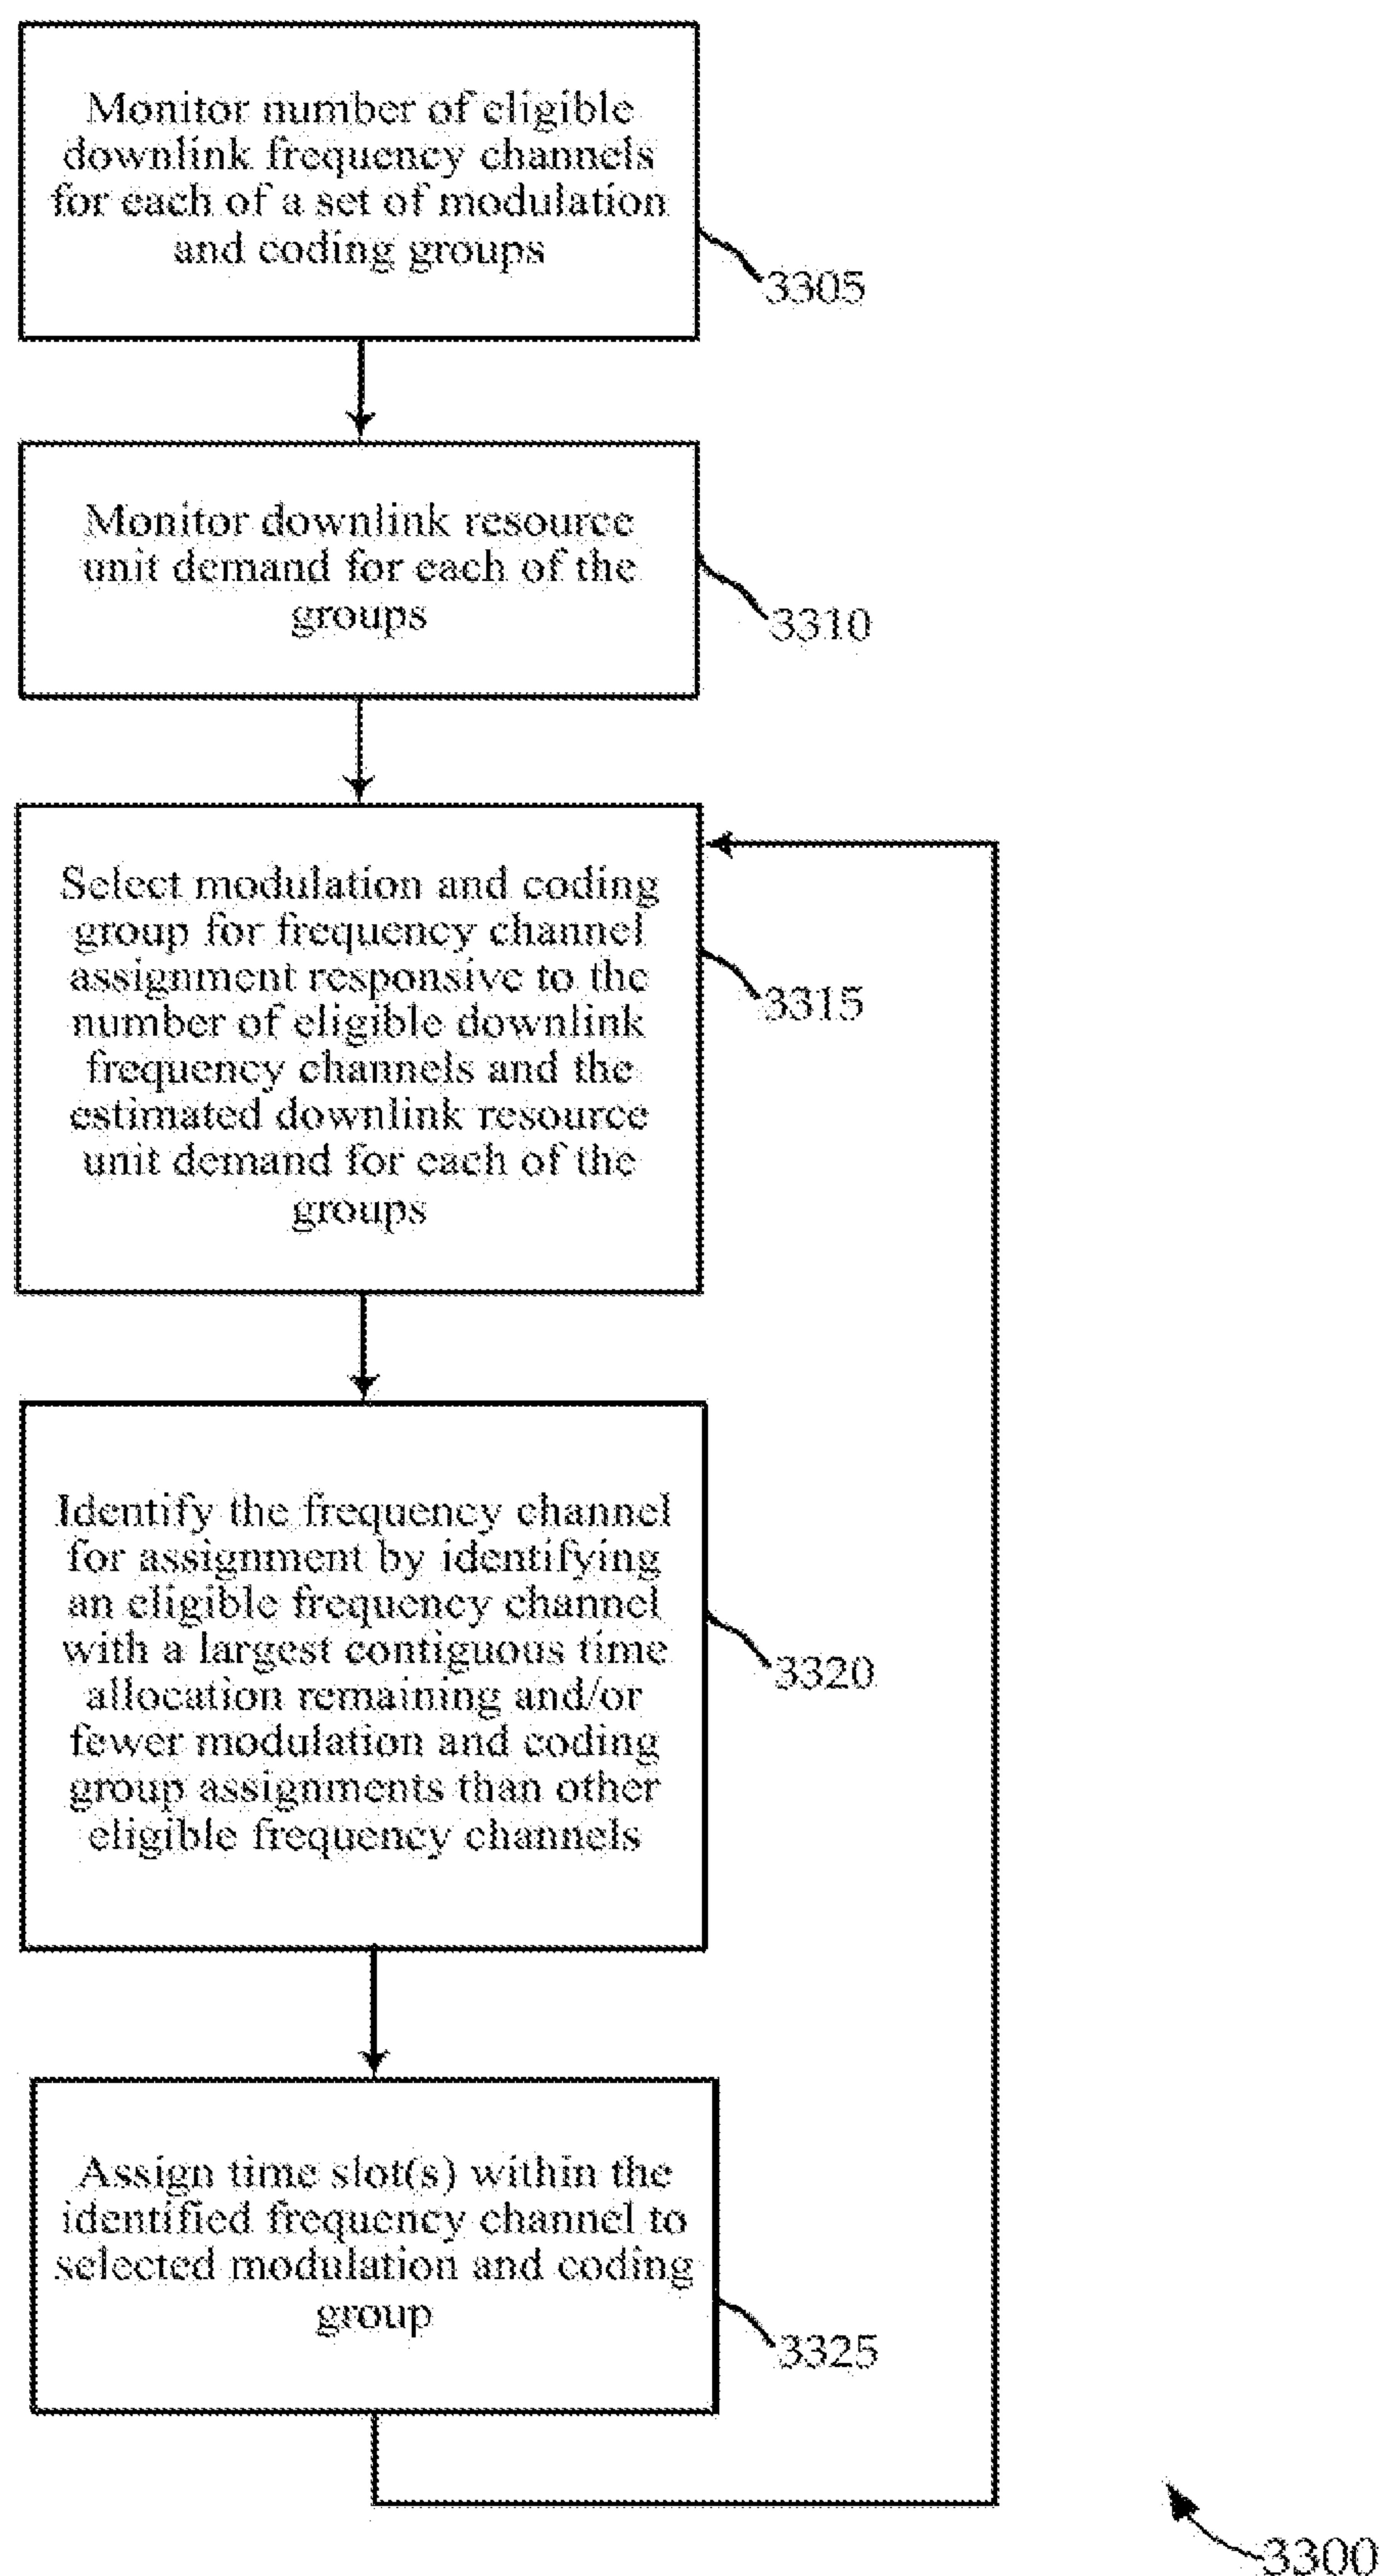 Monitor number of eligible
downlink frequency channels
for each of a set of modulation
and coding groups
3305
Monitor downlink resource
unit demand for each of the
groups
3310
Select modulation and coding
group for frequency channel
assignment responsive to the
number of eligible downlink
frequency channels and the
estimated downlink resource
unit demand for each of the
groups
3315
Identify the frequency channel
for assignment by identifying
an eligible frequency channel
with a largest contiguous time
allocation remaining and/or
fewer modulation and coding
group assignments than other
eligible frequency channels
3320
Assign time slot(s) within the
identified frequency channel to
selected modulation and coding
group
3325
3300